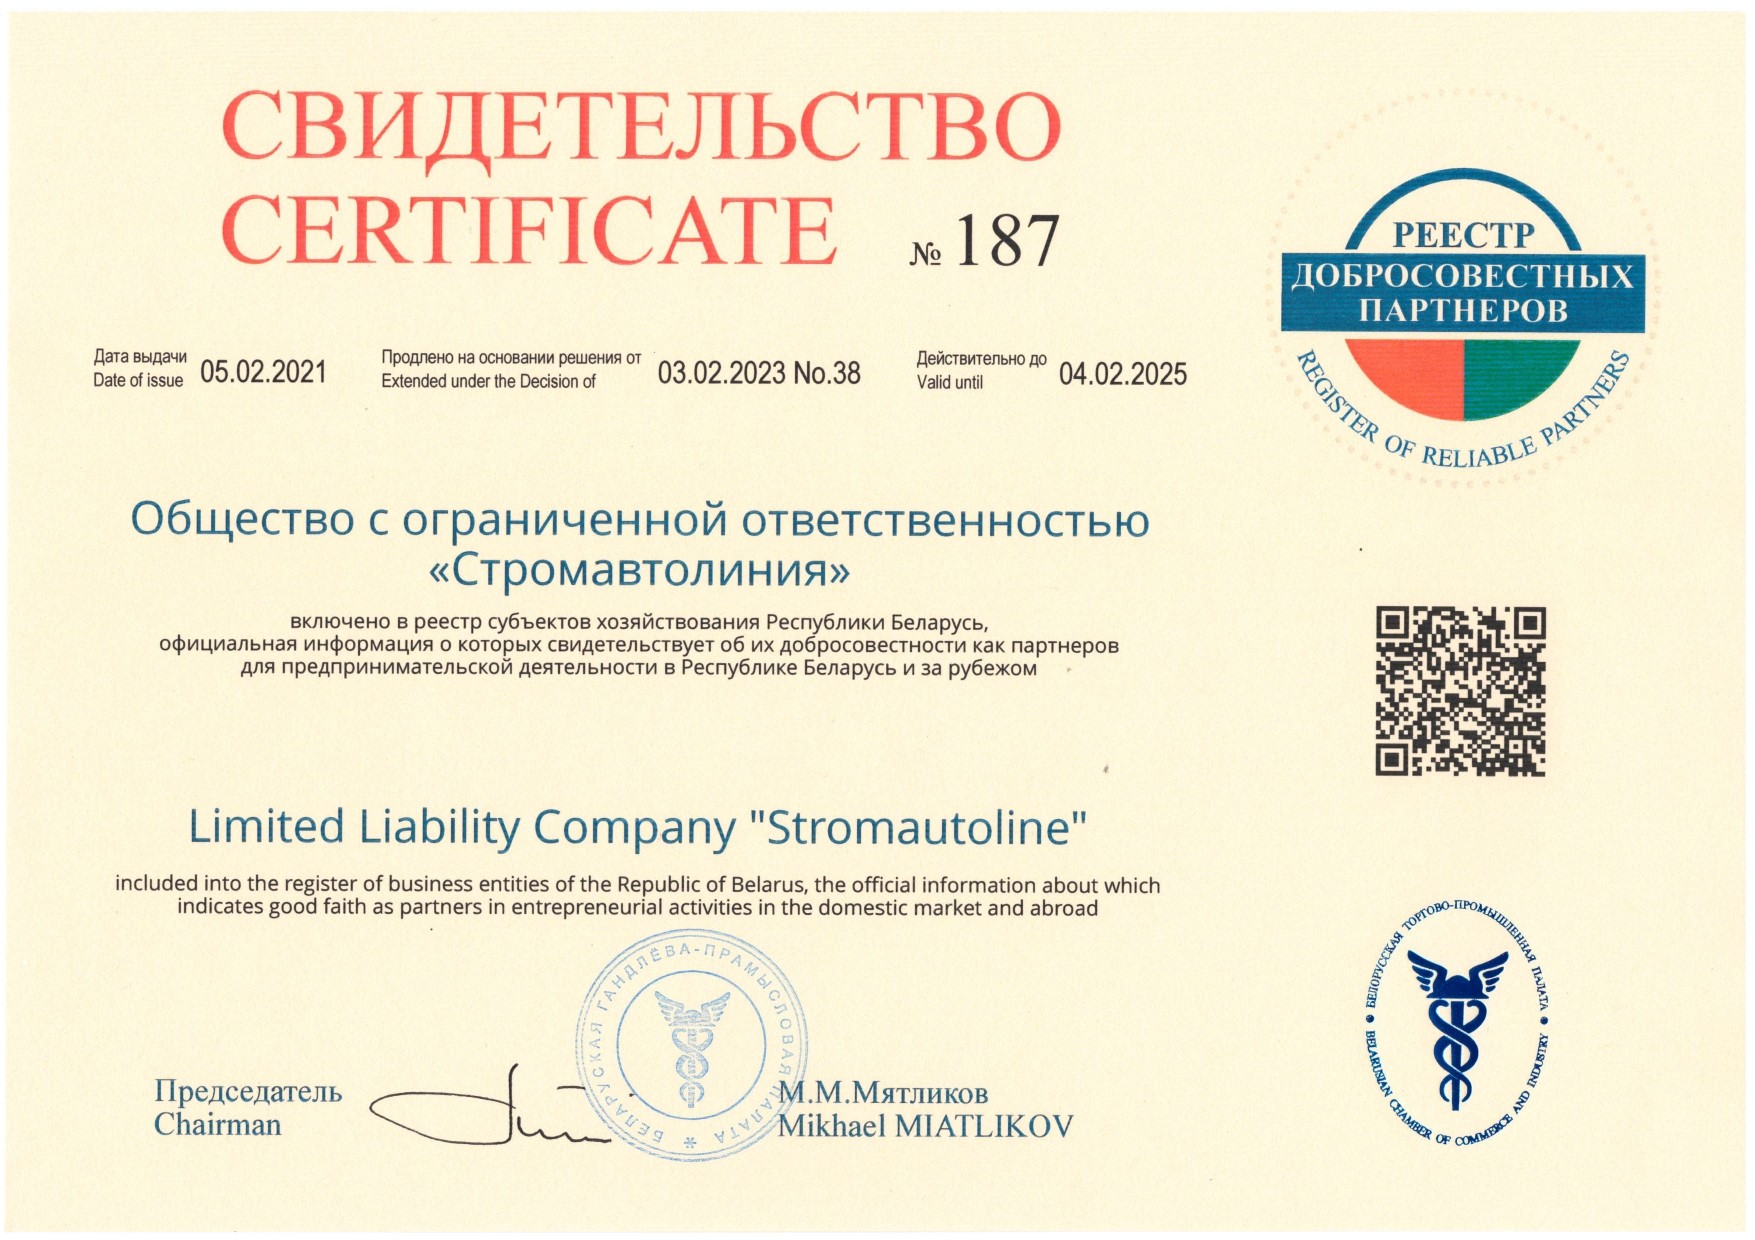 СВИДЕТЕЛЬСТВО
CERTIFICATE № 187
РЕЕСТР
ДОБРОСОВЕСТНЫХ
ПАРТНЕРОВ
REGISTER OF RELIABLE PARTNERS
Дата выдачи
Date of issue
05.02.2021
Продлено на основании решения от
Extended under the Decision of
03.02.2023 No.38
Действительно до
Valid until
04.02.2025
Общество с ограниченной ответственностью
«Стромавтолиния»
включено в реестр субъектов хозяйствования Республики Беларусь,
официальная информация о которых свидетельствует об их добросовестности как партнеров
для предпринимательской деятельности в Республике Беларусь и за рубежом
Limited Liability Company "Stromautoline"
included into the register of business entities of the Republic of Belarus, the official information about which
indicates good faith as partners in entrepreneurial activities in the domestic market and abroad
БЕЛАРУСКАЯ ГАНДЛЁВА-ПРАМЫСЛОВАЯ ПАЛАТА
Председатель
Chairman
М.М.Мятликов
Mikhael MIATLIKOV
БЕЛОРУССКАЯ ТОРГОВО-ПРОМЫШЛЕННАЯ ПАЛАТА
BELARUSIAN CHAMBER OF COMMERCE AND INDUSTRY